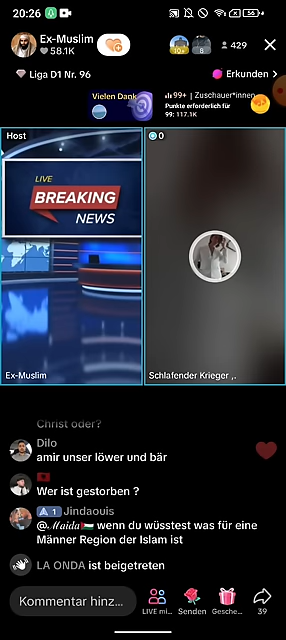 20:26
56
Ex-Muslim
58.1K
10+
8
429
Liga D1 Nr. 96
Erkunden
Vielen Dank
99+ | Zuschauer*innen
Punkte erforderlich für
99: 117.1K
Host
0
LIVE
BREAKING
NEWS
Ex-Muslim
Schlafender Krieger ,.
Christ oder?
Dilo
amir unser löwer und bär
🇦🇱
Wer ist gestorben ?
1 Jindaouis
@𝓜𝓪𝓲𝓭𝓪🇵🇸 wenn du wüsstest was für eine
Männer Region der Islam ist
LA ONDA ist beigetreten
Kommentar hinz...
LIVE mi...
Senden
Gesche...
39